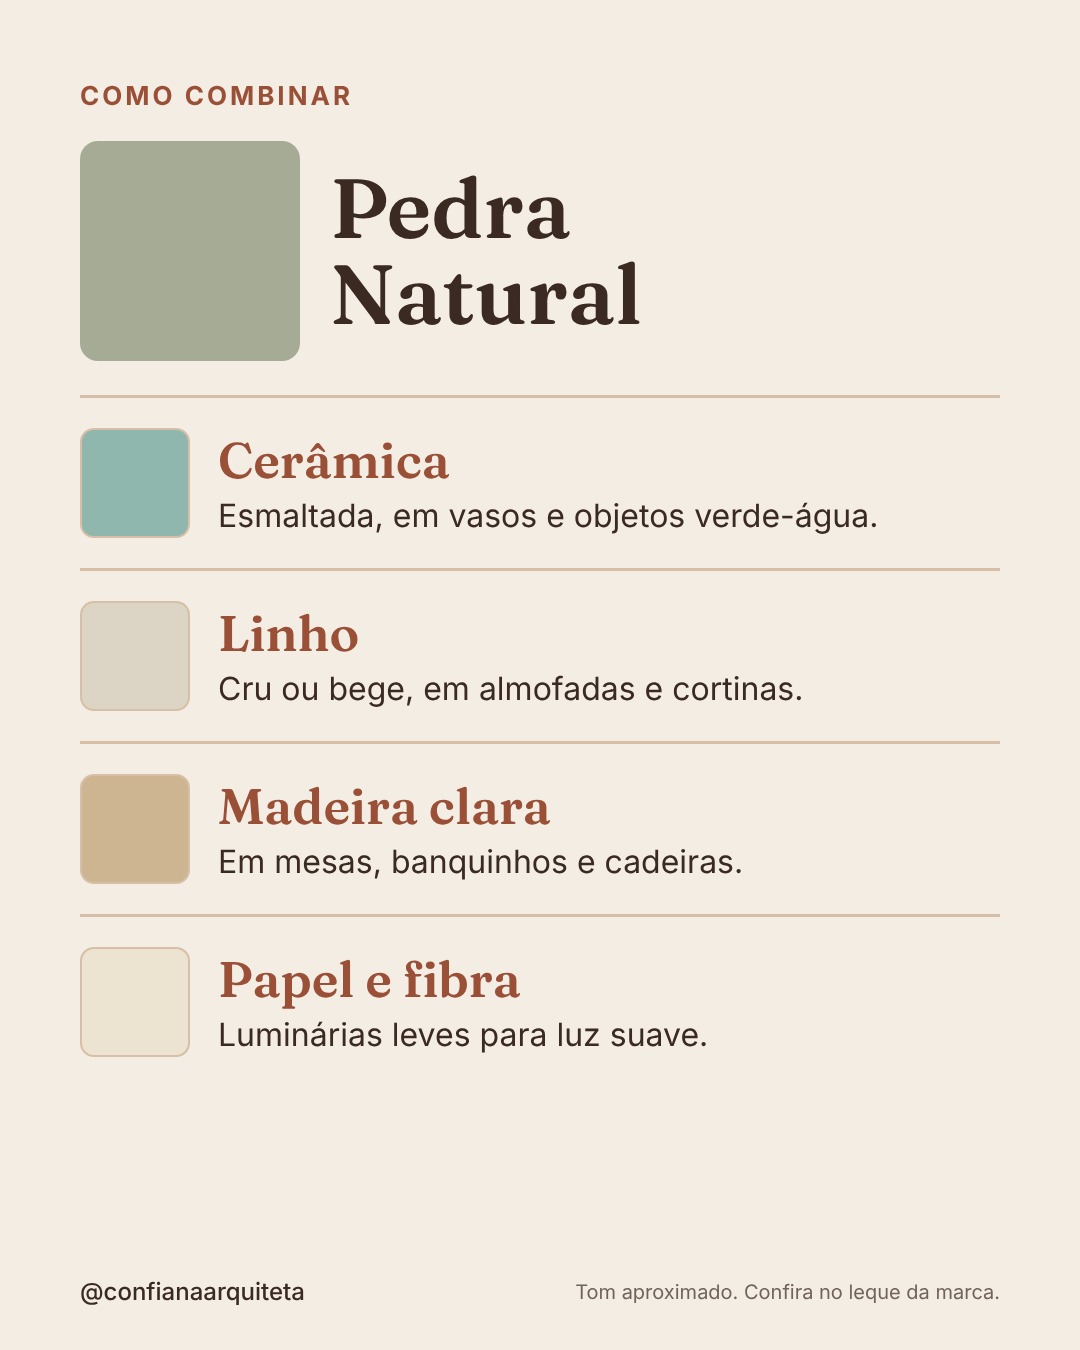 COMO COMBINAR
Pedra
Natural
Cerâmica
Esmaltada, em vasos e objetos verde-água.
Linho
Cru ou bege, em almofadas e cortinas.
Madeira clara
Em mesas, banquinhos e cadeiras.
Papel e fibra
Luminárias leves para luz suave.
@confianaarquiteta
Tom aproximado. Confira no leque da marca.